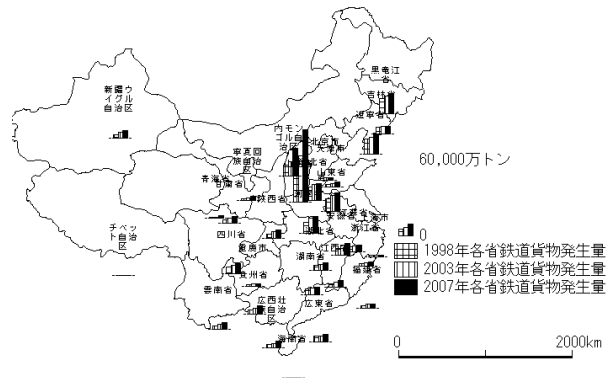 黒竜江
省
吉林省
遼寧省
新疆ウ
イグル
自治区
内モン
ゴル自
治区
北京市
天津市
寧夏回
族自治
区
山東省
青海省
甘粛省
陝西省
60,000万トン
上海市
浙江省
チベッ
ト自治
区
四川省
重慶市
湖北省
湖南省
江西省
貴州省
福建省
雲南省
広西壮
族自治
区
広東省
海南省
0
1998年各省鉄道貨物発生量
2003年各省鉄道貨物発生量
2007年各省鉄道貨物発生量
0
2000km